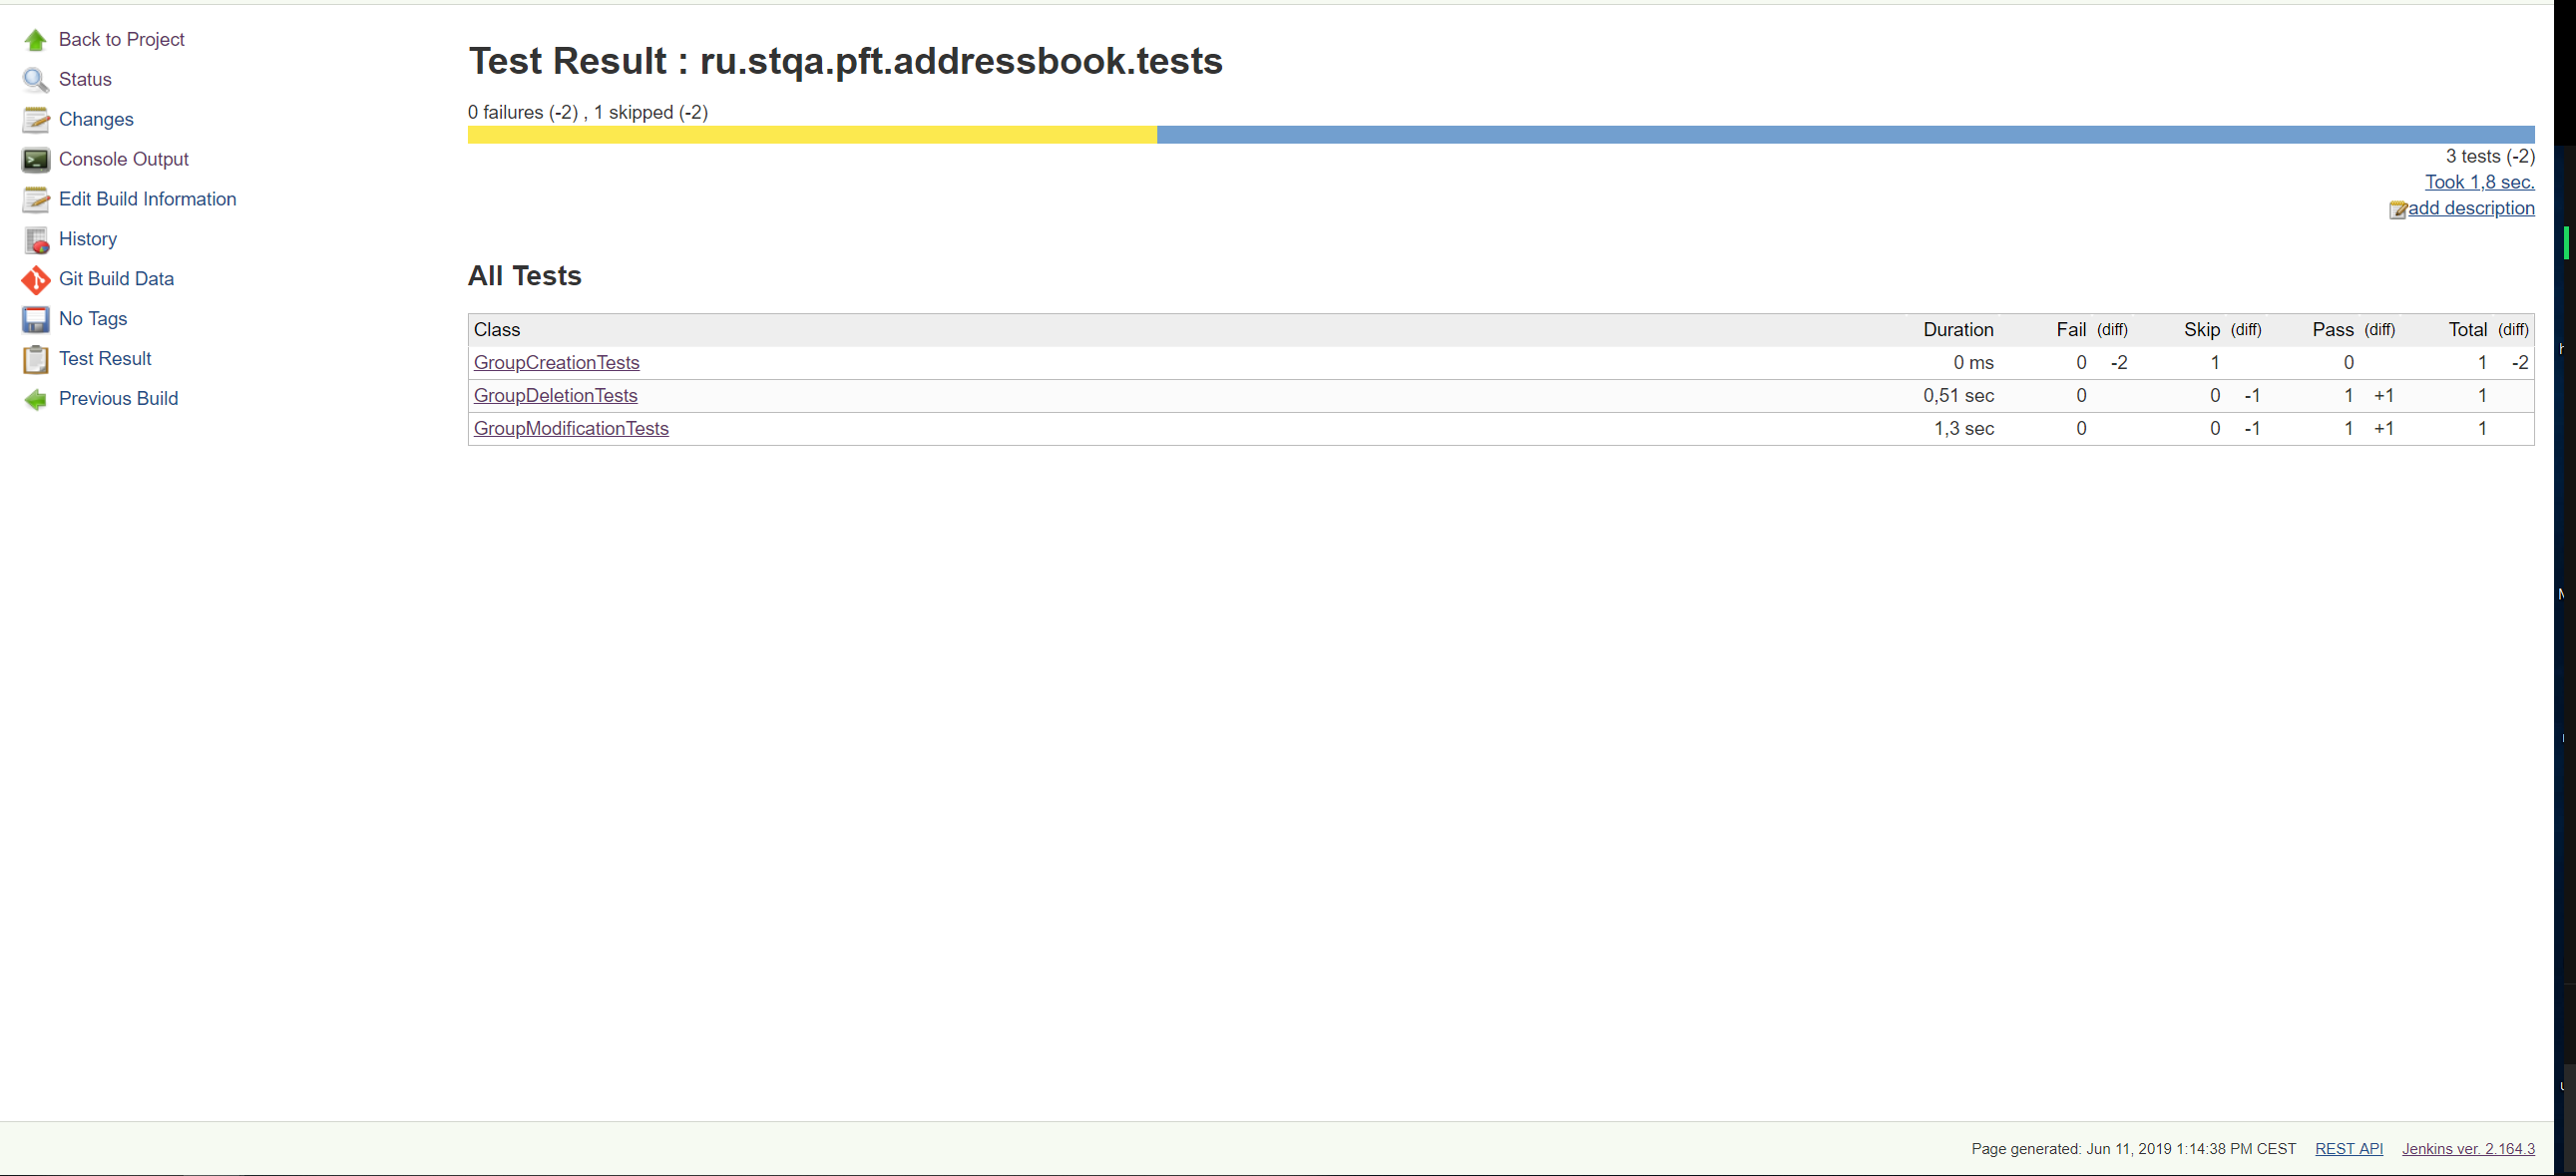 Back to Project
Status
Changes
Console Output
Edit Build Information
History
Git Build Data
No Tags
Test Result
Previous Build
Test Result : ru.stqa.pft.addressbook.tests
0 failures (-2) , 1 skipped (-2)
3 tests (-2)
Took 1,8 sec.
add description
All Tests
Class Duration Fail (diff) Skip (diff) Pass (diff) Total (diff)
GroupCreationTests 0 ms 0 -2 1 0 1 -2
GroupDeletionTests 0,51 sec 0 0 -1 1 +1 1
GroupModificationTests 1,3 sec 0 0 -1 1 +1 1
Page generated: Jun 11, 2019 1:14:38 PM CEST REST API Jenkins ver. 2.164.3